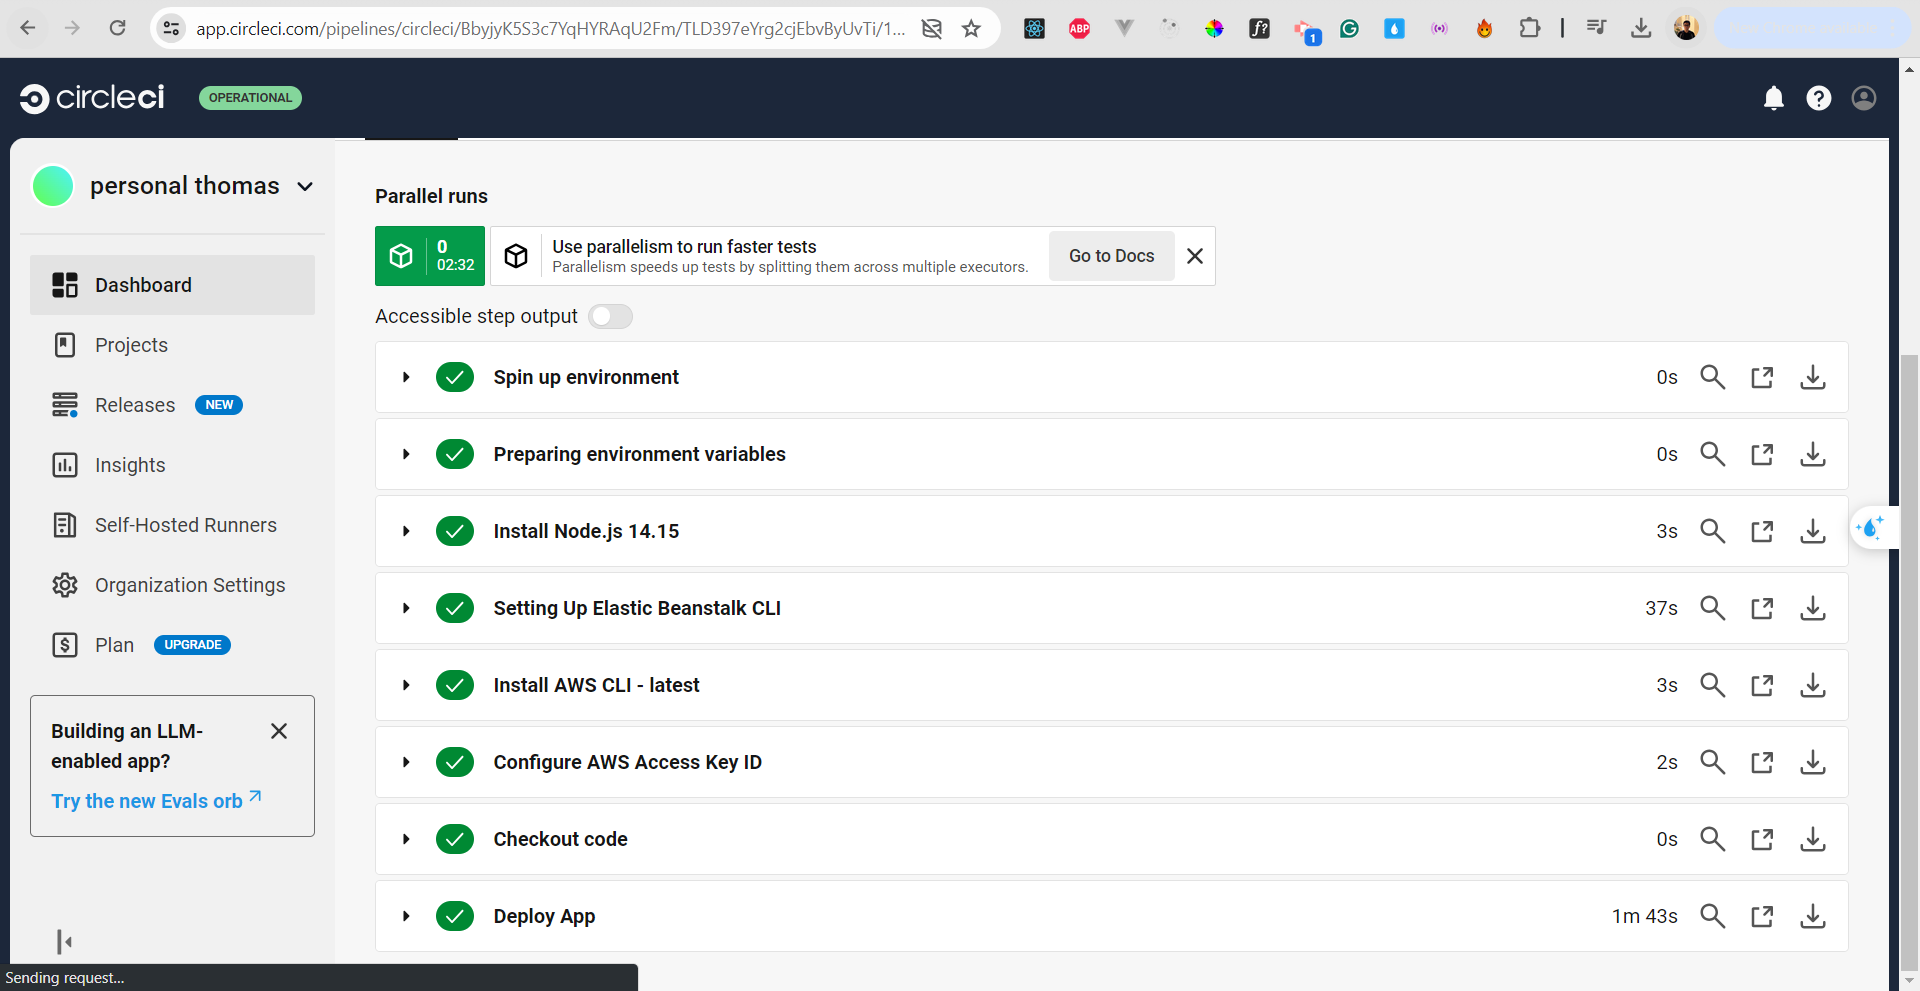 app.circleci.com/pipelines/circleci/BbyjyK5S3c7YqHYRAqU2Fm/TLD397eYrg2cjEbvByUvTi/1...
ABP
f?
1
circleci
OPERATIONAL
personal thomas
Dashboard
Projects
Releases NEW
Insights
Self-Hosted Runners
Organization Settings
Plan UPGRADE
Building an LLM-
enabled app?
Try the new Evals orb
Parallel runs
0
02:32
Use parallelism to run faster tests
Parallelism speeds up tests by splitting them across multiple executors.
Go to Docs
Accessible step output
Spin up environment 0s
Preparing environment variables 0s
Install Node.js 14.15 3s
Setting Up Elastic Beanstalk CLI 37s
Install AWS CLI - latest 3s
Configure AWS Access Key ID 2s
Checkout code 0s
Deploy App 1m 43s
Sending request...